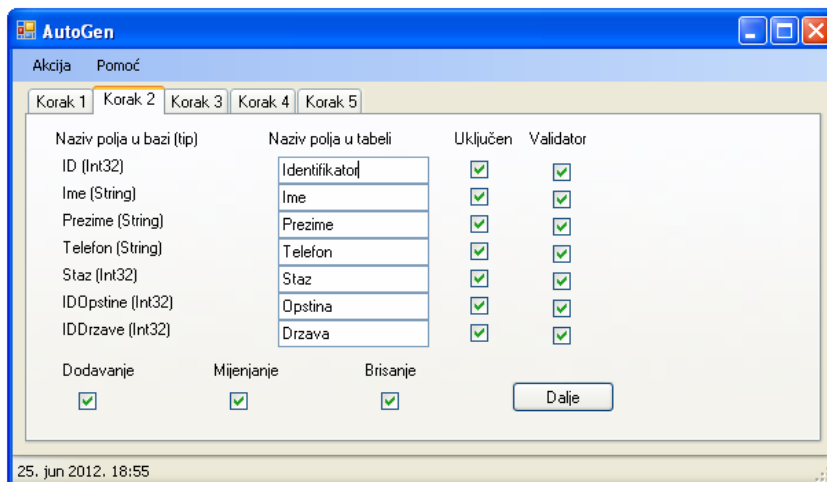 AutoGen
Akcija Pomoć
Korak 1 Korak 2 Korak 3 Korak 4 Korak 5
Naziv polja u bazi (tip) Naziv polja u tabeli Uključen Validator
ID (Int32) Identifikator
Ime (String) Ime
Prezime (String) Prezime
Telefon (String) Telefon
Staz (Int32) Staz
IDOpstine (Int32) Opstina
IDDrzave (Int32) Drzava
Dodavanje Mijenjanje Brisanje
Dalje
25. jun 2012. 18:55